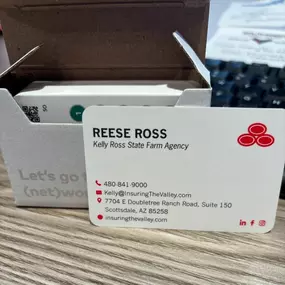 REESE ROSS
Kelly Ross State Farm Agency
480-841-9000
Kelly@InsuringTheValley.com
7704 E Doubletree Ranch Road, Suite 150
Scottsdale, AZ 85258
insuringthevalley.com
Let's go
(net)wo